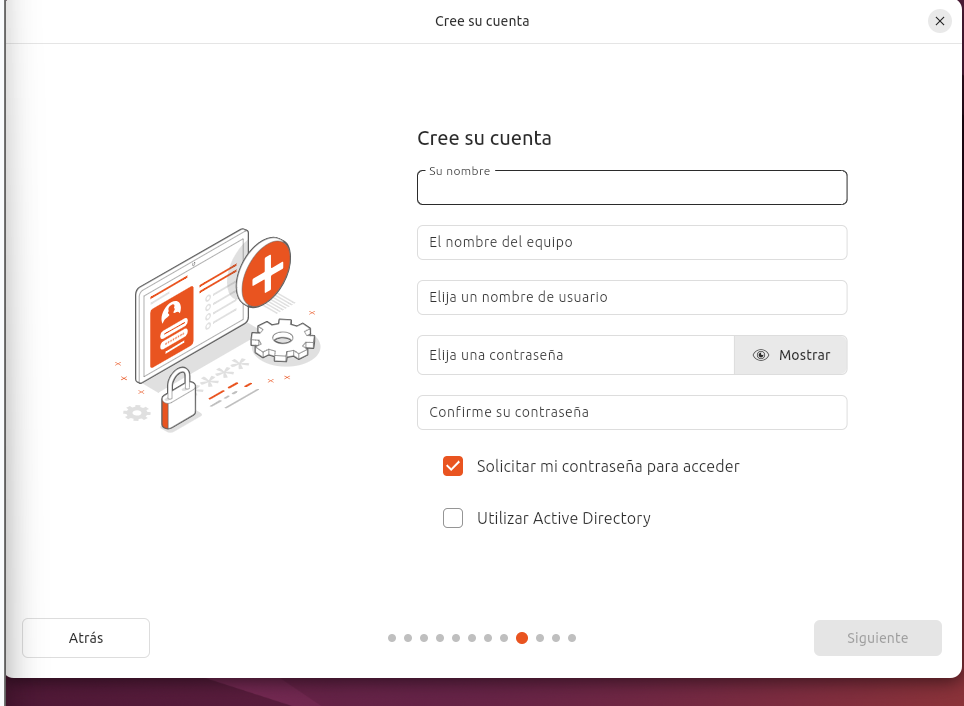 Cree su cuenta
Cree su cuenta
Su nombre
El nombre del equipo
Elija un nombre de usuario
Elija una contraseña
Mostrar
Confirme su contraseña
Solicitar mi contraseña para acceder
Utilizar Active Directory
Atrás
Siguiente